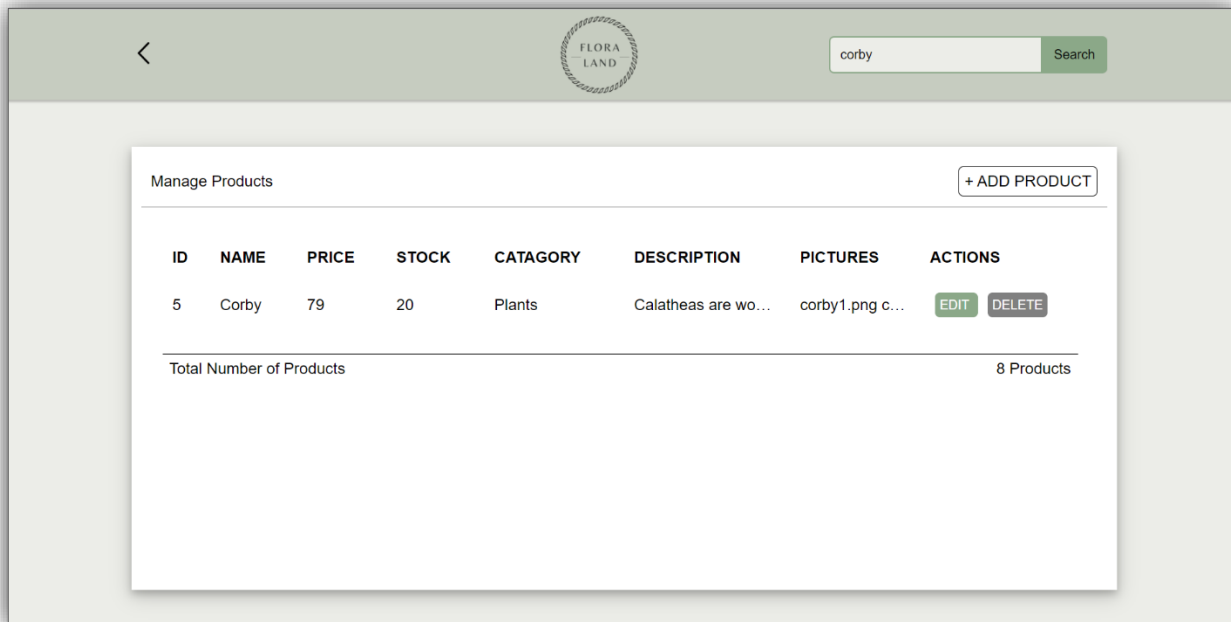 FLORA
LAND
corby Search
Manage Products + ADD PRODUCT
ID NAME PRICE STOCK CATAGORY DESCRIPTION PICTURES ACTIONS
5 Corby 79 20 Plants Calatheas are wo... corby1.png c... EDIT DELETE
Total Number of Products 8 Products